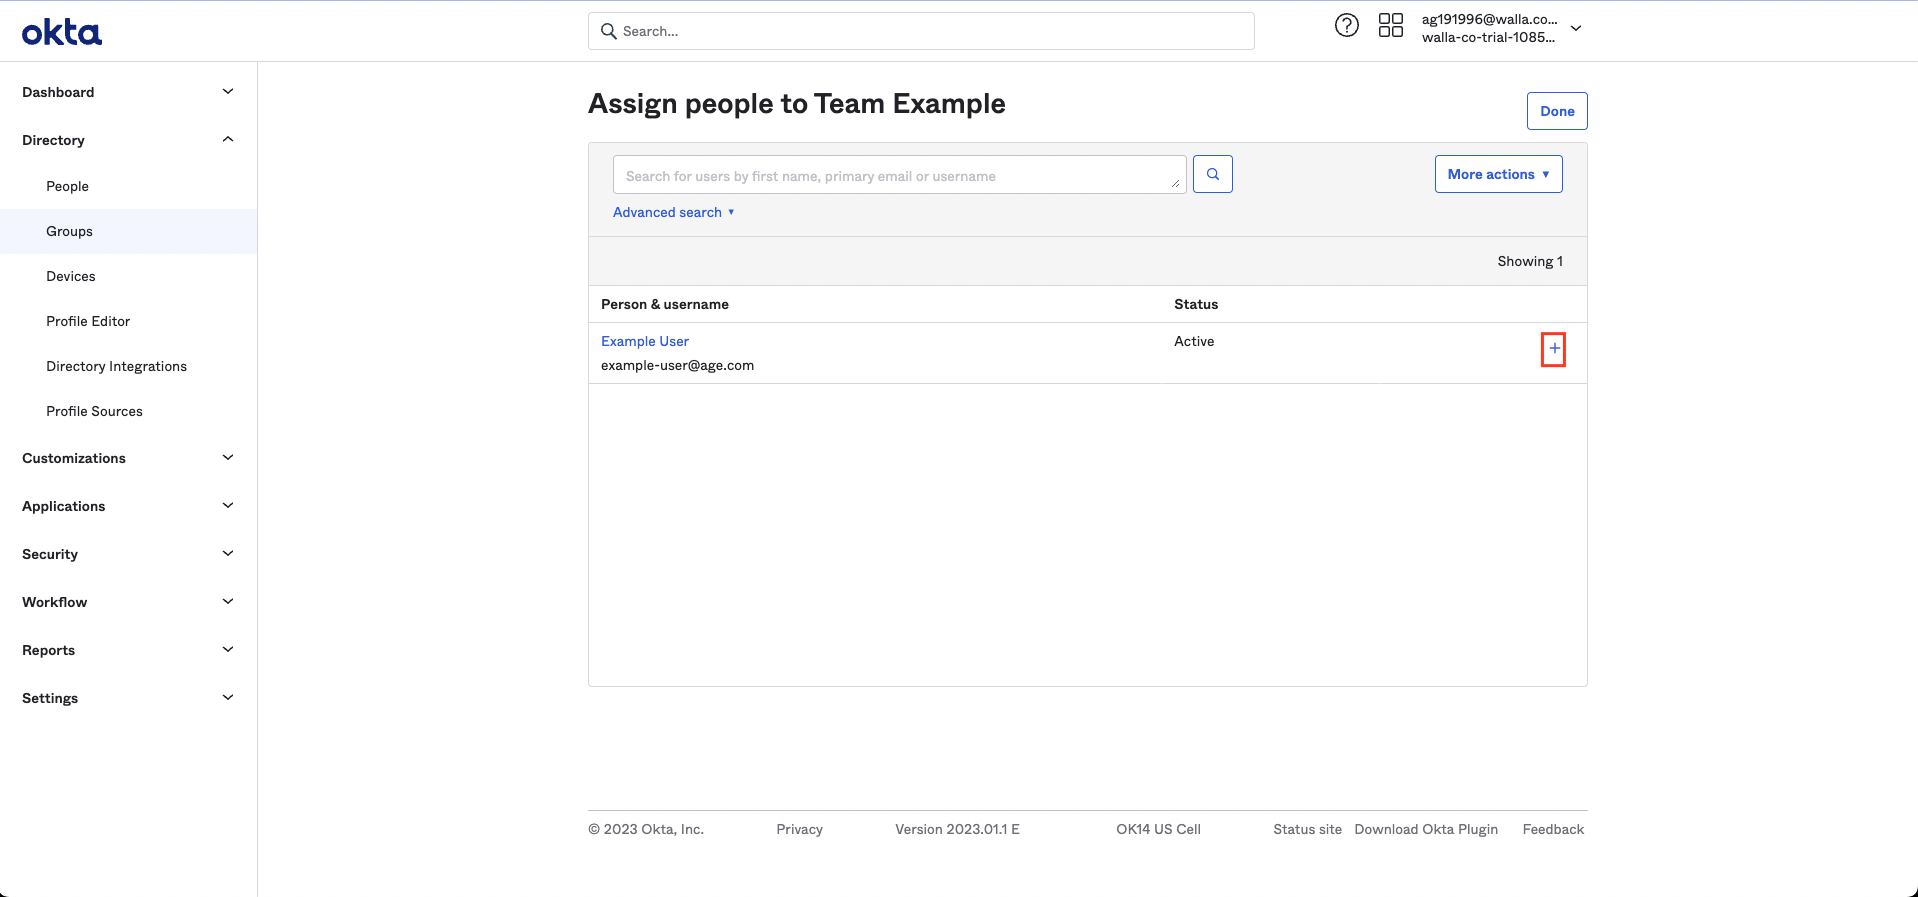 okta
Search...
ag191996@walla.co...
walla-co-trial-1085...
Dashboard
Directory
People
Groups
Devices
Profile Editor
Directory Integrations
Profile Sources
Customizations
Applications
Security
Workflow
Reports
Settings
Assign people to Team Example
Done
Search for users by first name, primary email or username
More actions
Advanced search
Showing 1
Person & username Status
Example User Active
example-user@age.com
© 2023 Okta, Inc. Privacy Version 2023.01.1 E OK14 US Cell Status site Download Okta Plugin Feedback